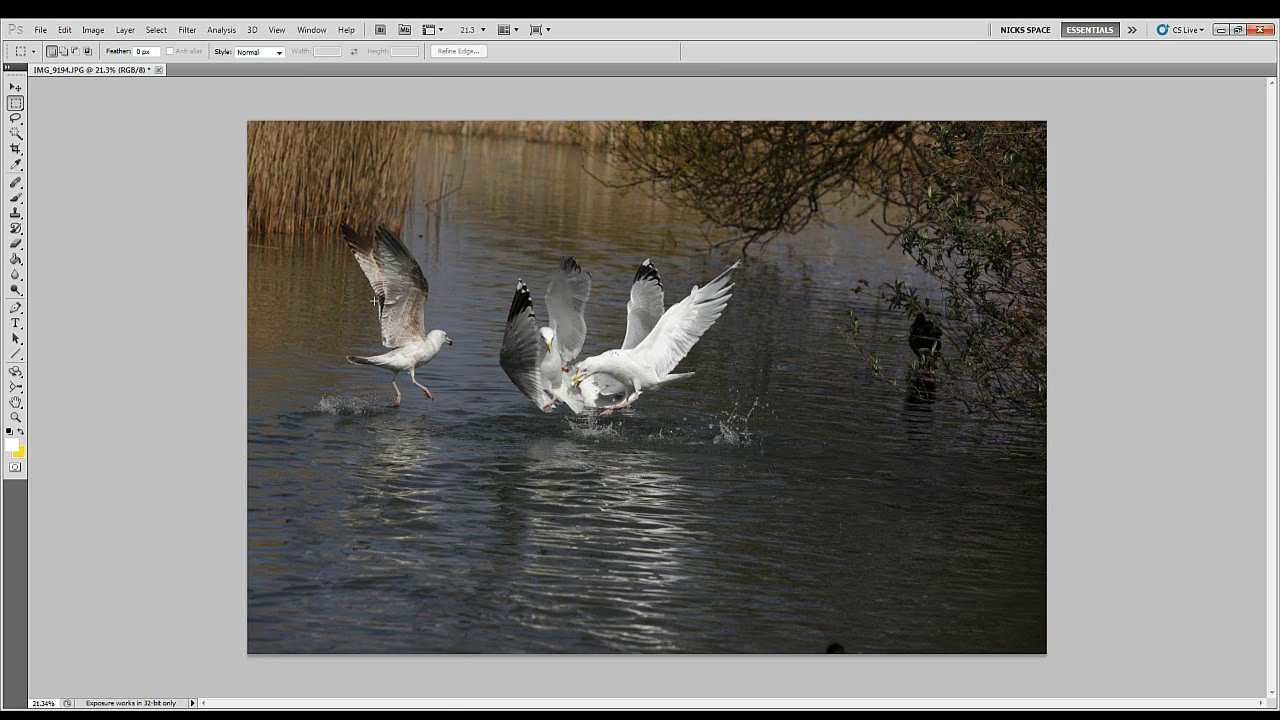 Ps File Edit Image Layer Select Filter Analysis 3D View Window Help Br Mb 21.3 NICKS SPACE ESSENTIALS CS Live
Feather: 0 px Anti-alias Style: Normal Width: Height: Refine Edge...
IMG_9194.JPG @ 21.3% (RGB/8) *
T
21.34% Exposure works in 32-bit only